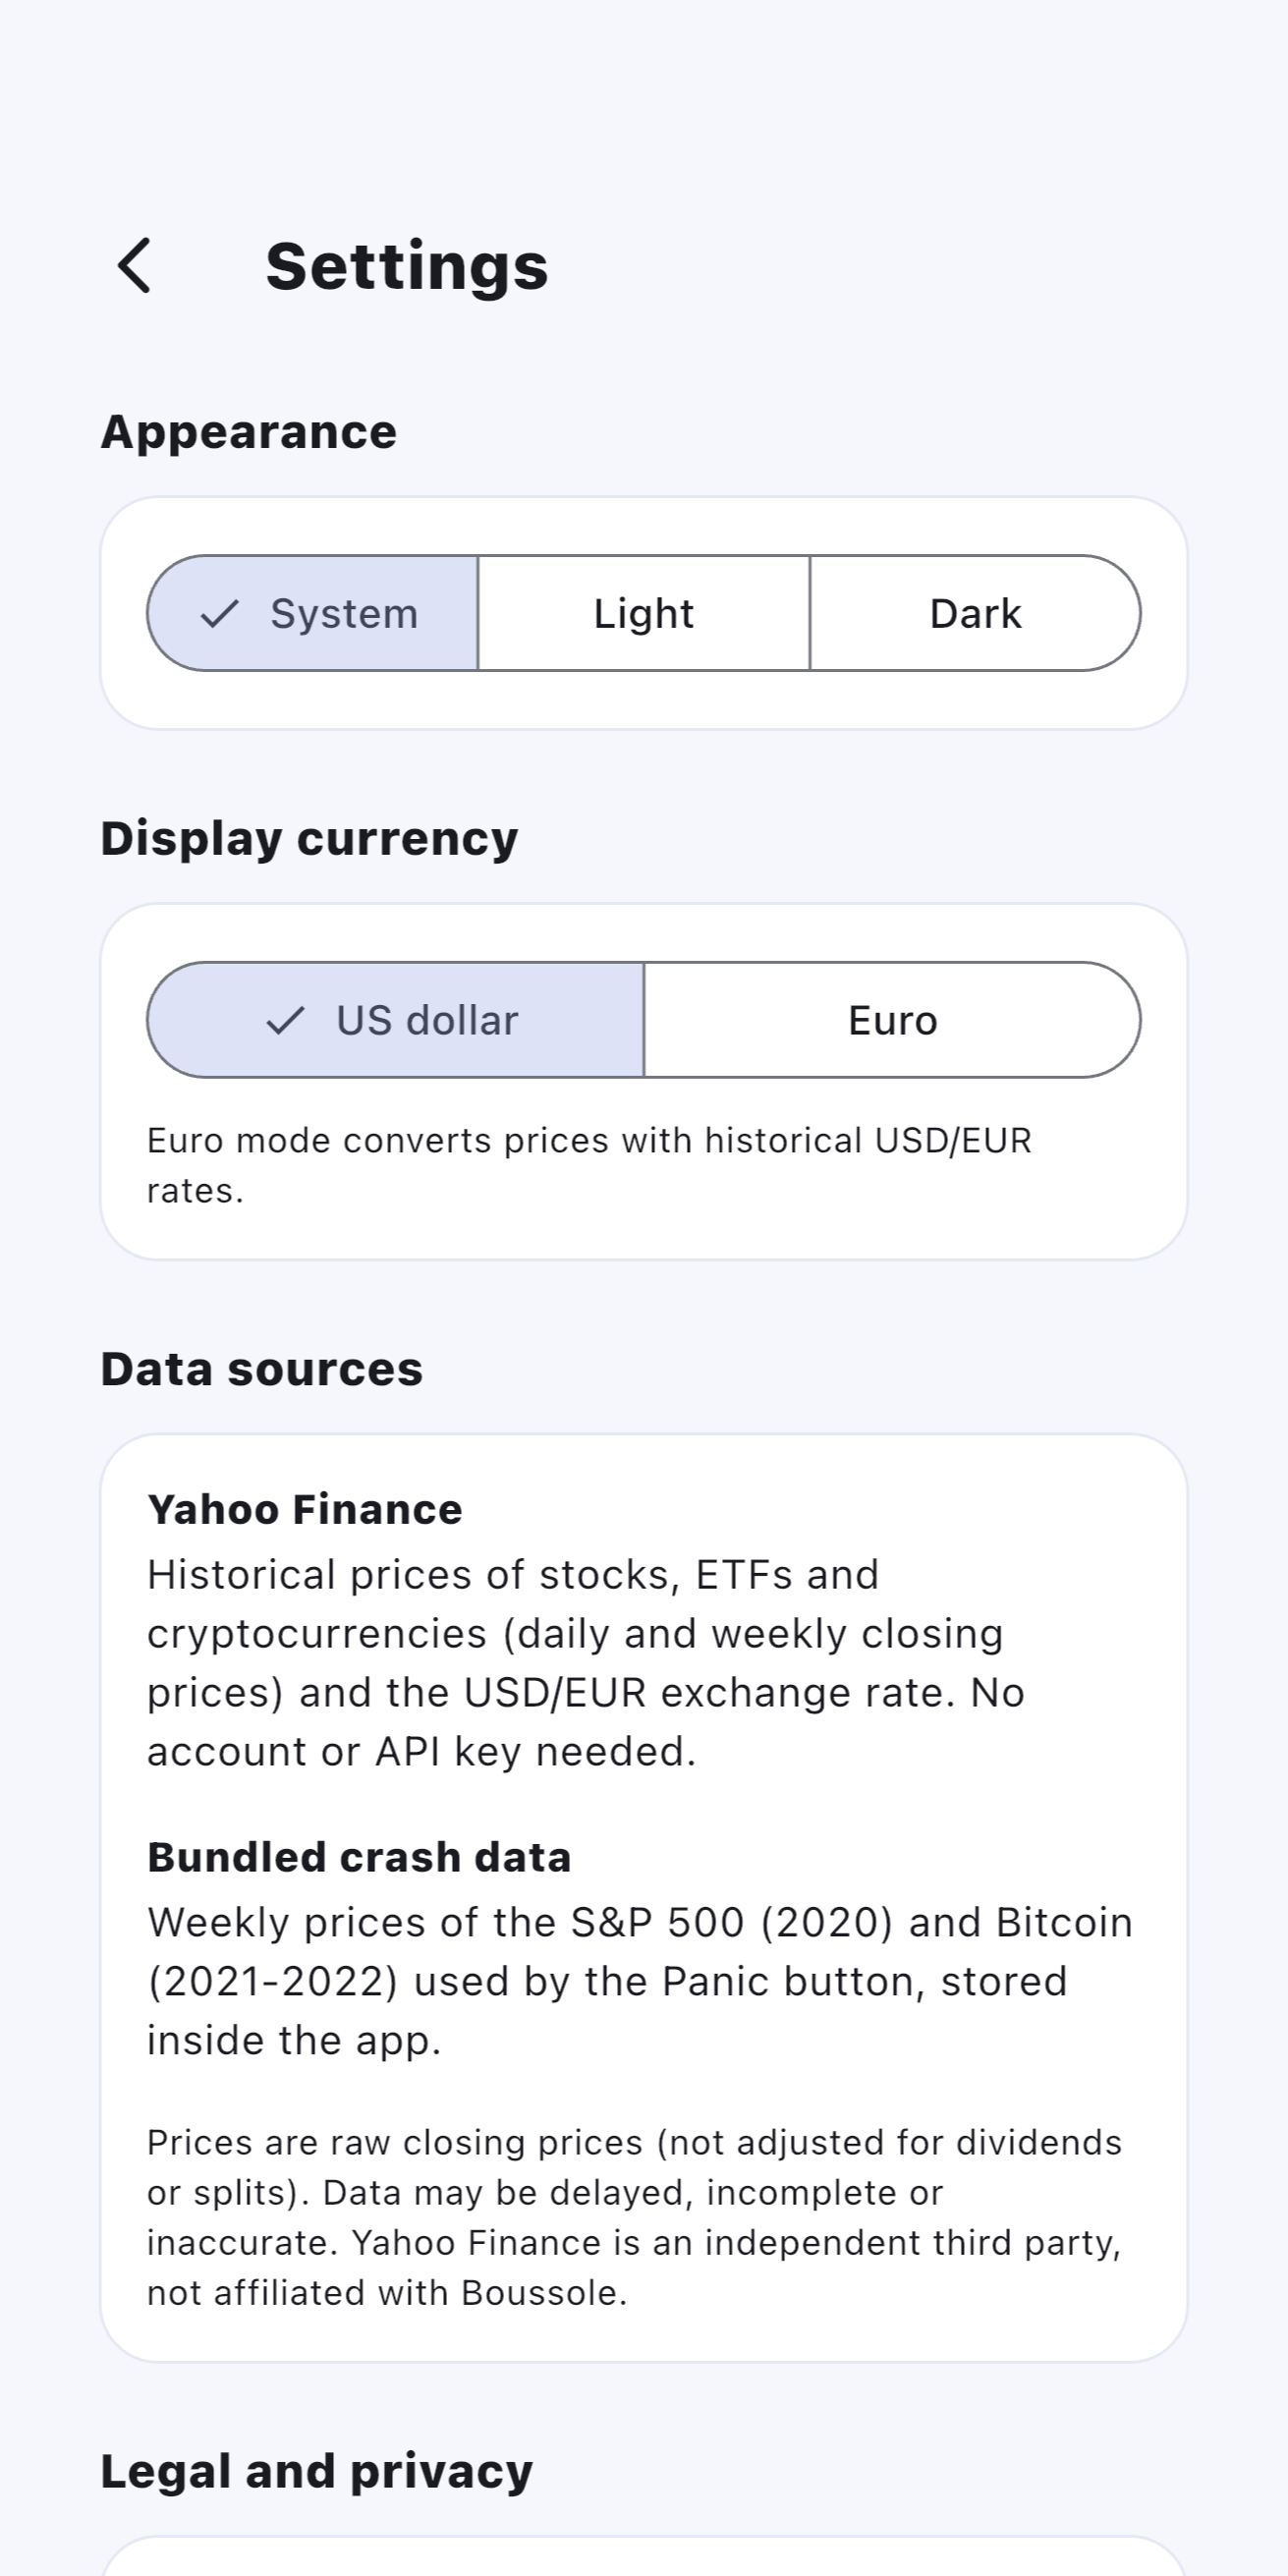 Settings
Appearance
System
Light
Dark
Display currency
US dollar
Euro
Euro mode converts prices with historical USD/EUR
rates.
Data sources
Yahoo Finance
Historical prices of stocks, ETFs and
cryptocurrencies (daily and weekly closing
prices) and the USD/EUR exchange rate. No
account or API key needed.
Bundled crash data
Weekly prices of the S&P 500 (2020) and Bitcoin
(2021-2022) used by the Panic button, stored
inside the app.
Prices are raw closing prices (not adjusted for dividends
or splits). Data may be delayed, incomplete or
inaccurate. Yahoo Finance is an independent third party,
not affiliated with Boussole.
Legal and privacy